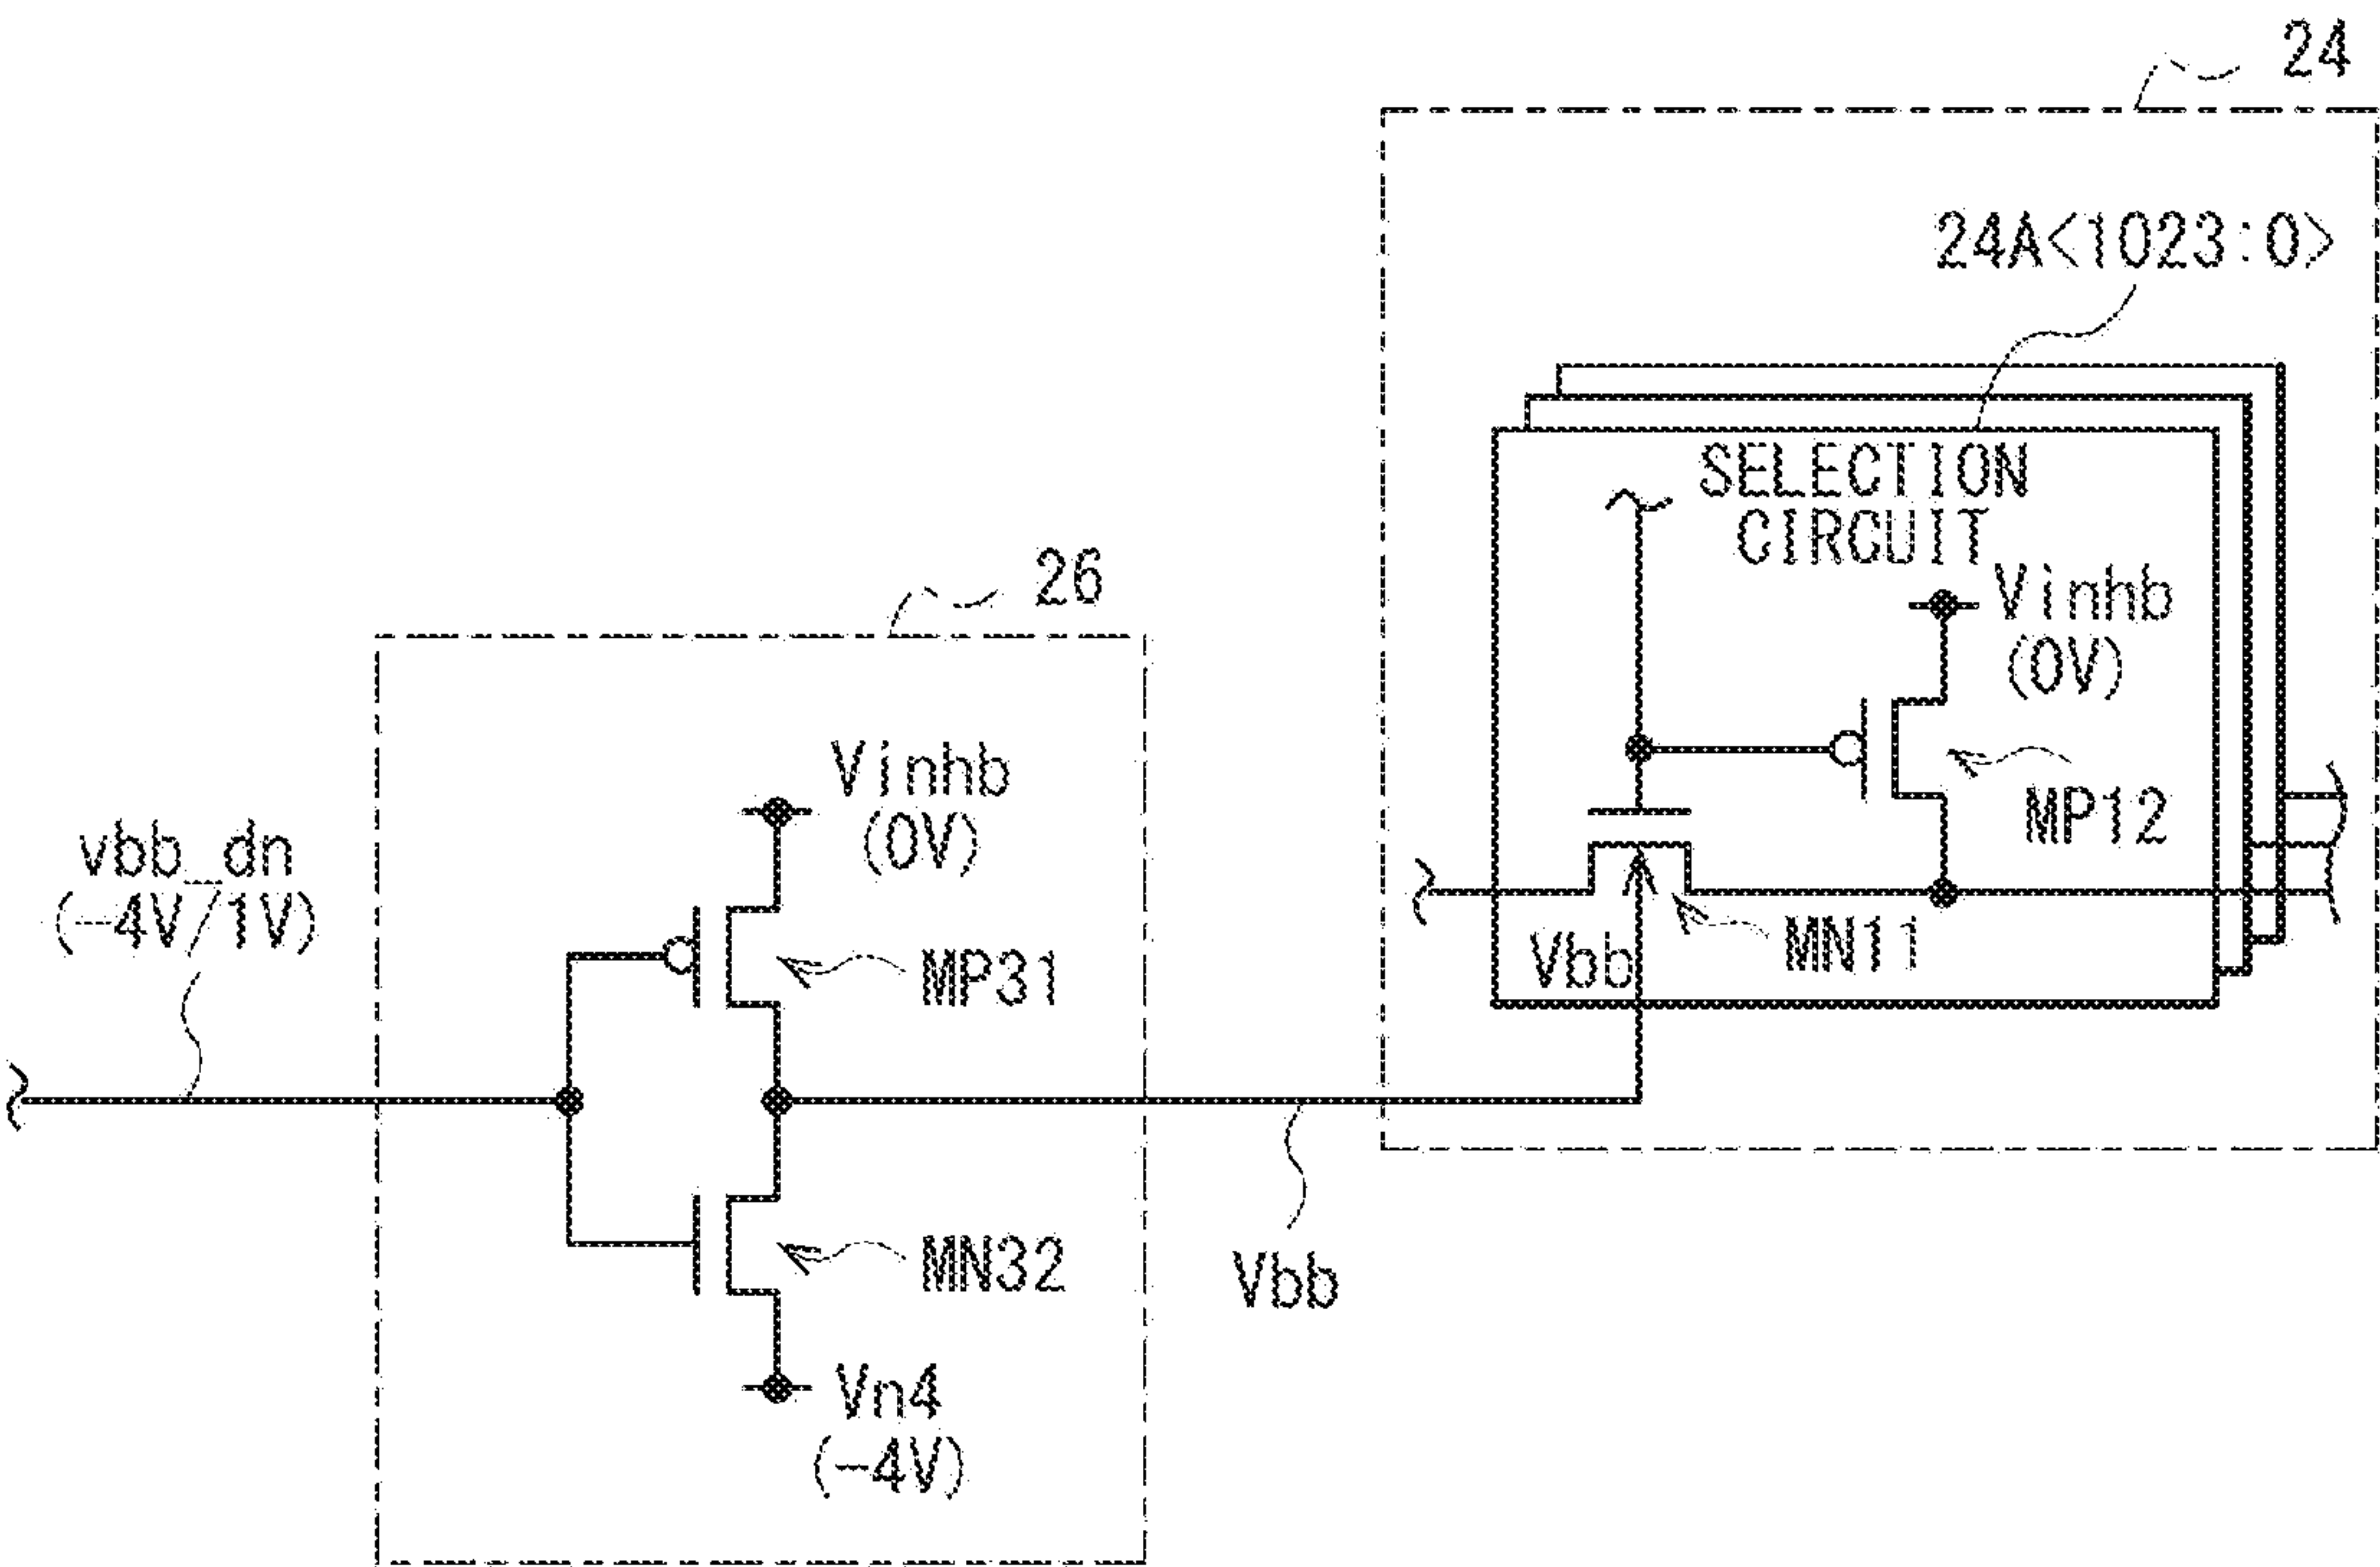 24
24A<1023:0>
SELECTION
CIRCUIT
Vinhb
(0V)
MP12
MN11
Vbb
26
Vinhb
(0V)
vbb_dn
(-4V/1V)
MP31
MN32
Vbb
Vn4
(-4V)